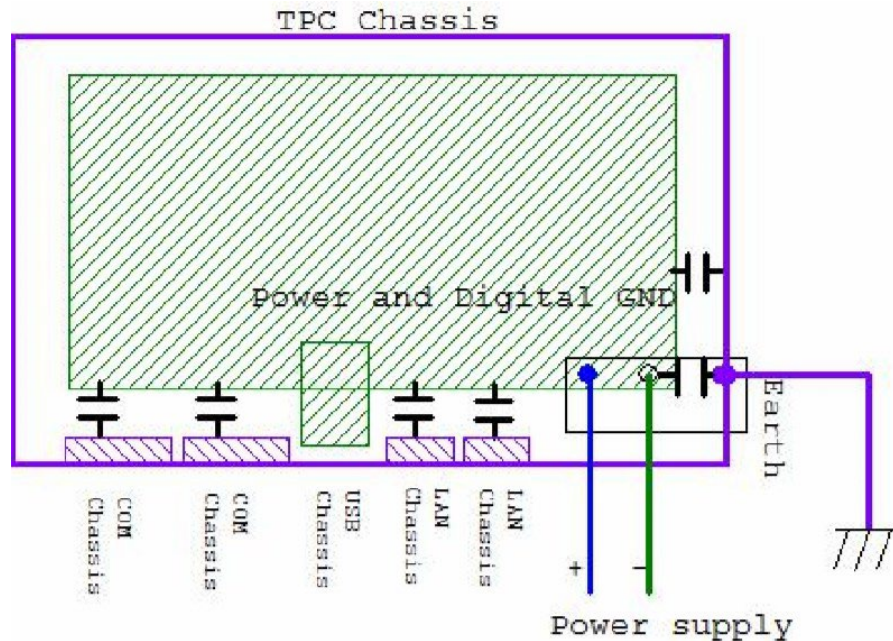 TPC Chassis
Power and Digital GND
Earth
COM
Chassis
COM
Chassis
USB
Chassis
LAN
Chassis
LAN
Chassis
+
−
Power supply